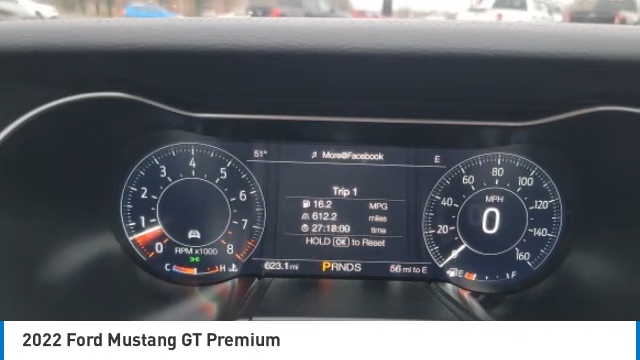 51° ♬ More@Facebook E
Trip 1
16.2 MPG
612.2 miles
27:18:00 time
HOLD OK to Reset
623.1 mi PRNDS 56 mi to E
0 1 2 3 4 5 6 7 8
RPM x1000
C H
0 20 40 60 80 100 120 140 160
MPH
0
E F
2022 Ford Mustang GT Premium